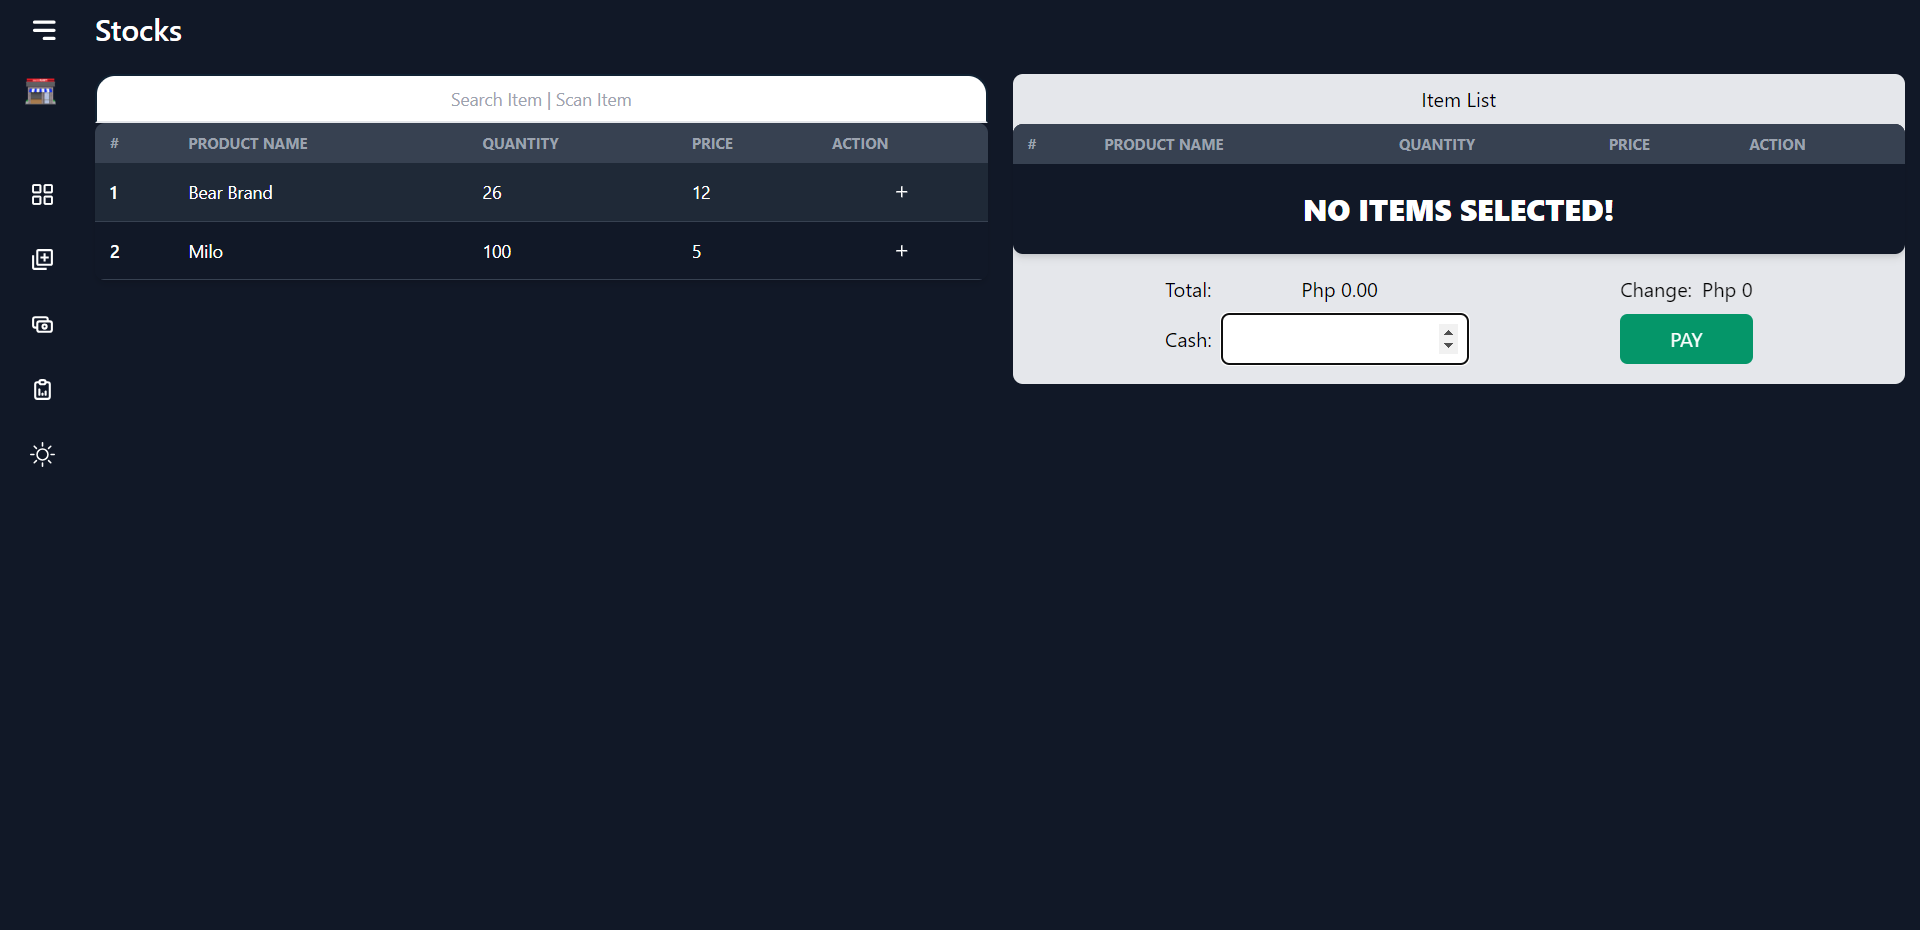 Stocks
Search Item | Scan Item
# PRODUCT NAME QUANTITY PRICE ACTION
1 Bear Brand 26 12 +
2 Milo 100 5 +
Item List
# PRODUCT NAME QUANTITY PRICE ACTION
NO ITEMS SELECTED!
Total: Php 0.00 Change: Php 0
Cash: PAY